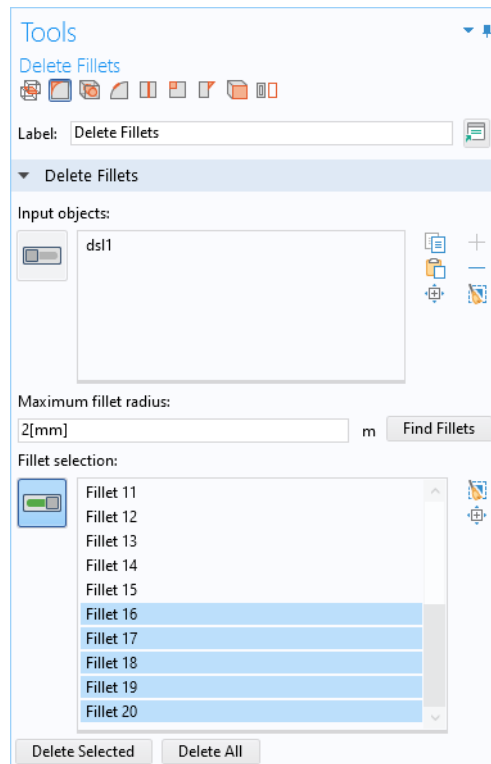 Tools
Delete Fillets
Label: Delete Fillets
Delete Fillets
Input objects:
dsl1
Maximum fillet radius:
2[mm] m Find Fillets
Fillet selection:
Fillet 11
Fillet 12
Fillet 13
Fillet 14
Fillet 15
Fillet 16
Fillet 17
Fillet 18
Fillet 19
Fillet 20
Delete Selected Delete All